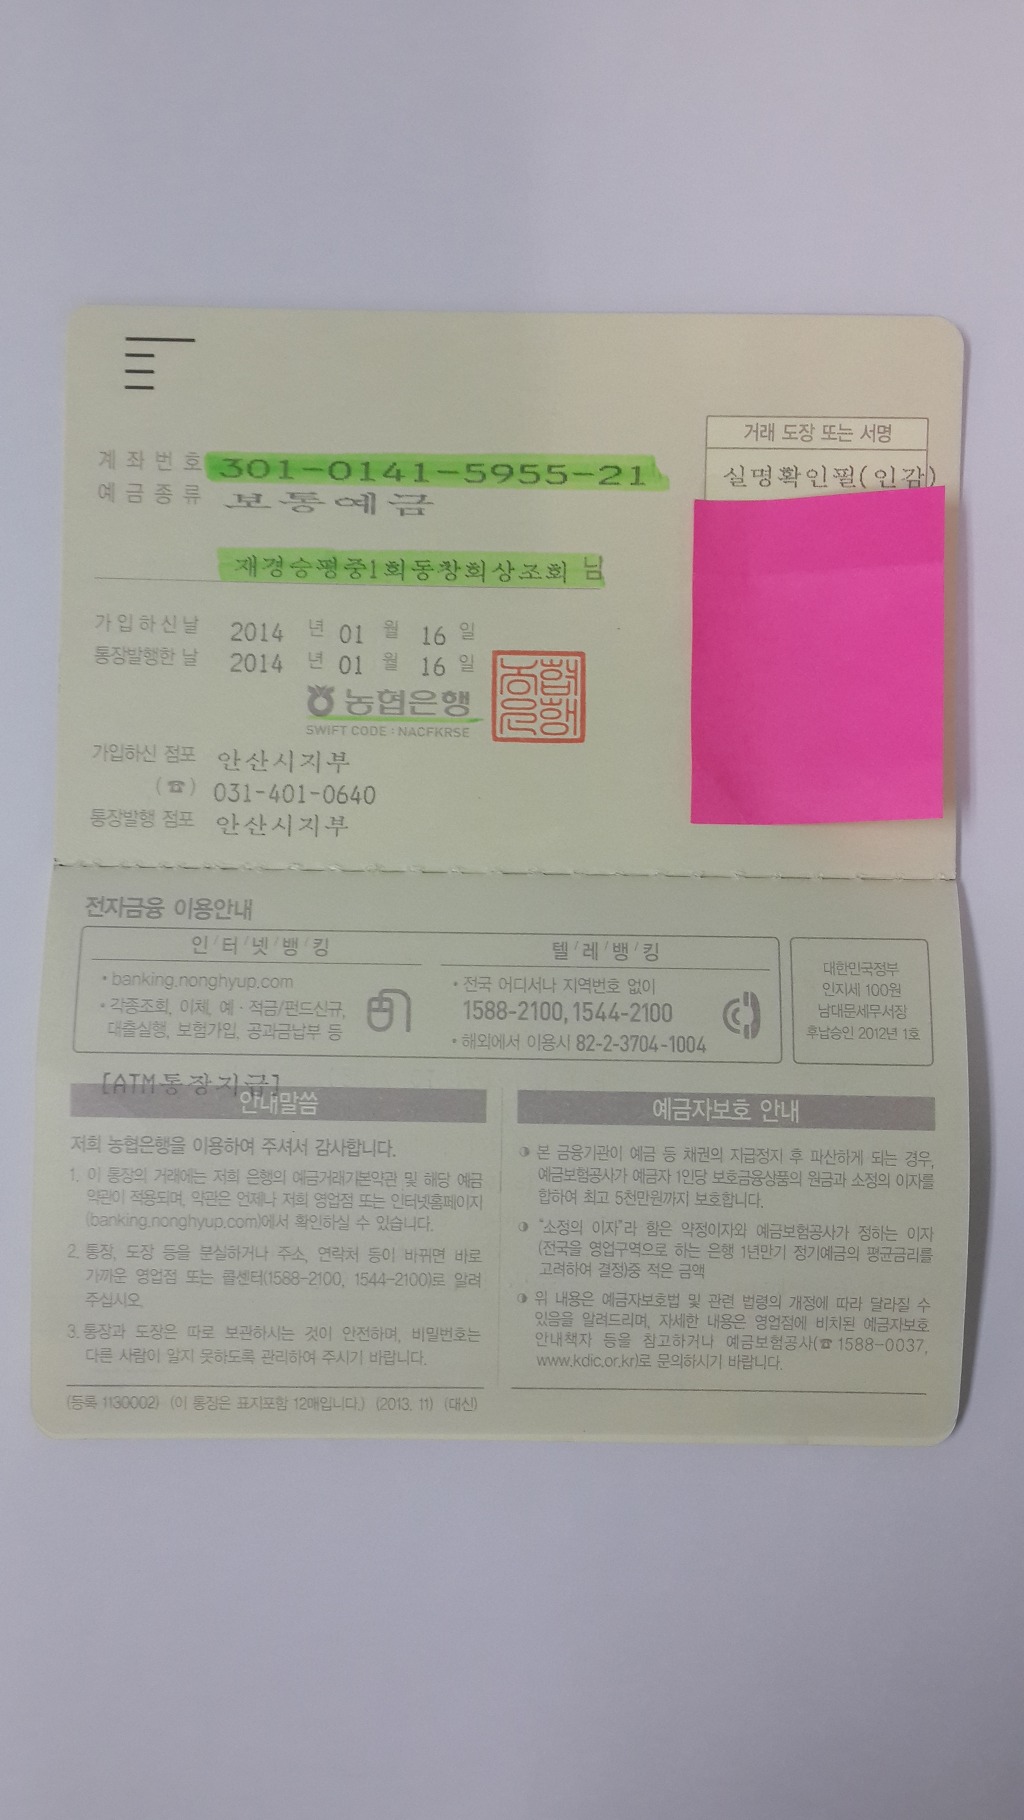 거래 도장 또는 서명
계좌번호 301-0141-5955-21
실명확인필(인감)
예금종류 보통예금
재경승평중1회동창회상조회 님
가입하신날 2014 년 01 월 16 일
통장발행한 날 2014 년 01 월 16 일
농협은행
농협은행
SWIFT CODE : NACFKRSE
가입하신 점포 안산시지부
(☎) 031-401-0640
통장발행 점포 안산시지부
전자금융 이용안내
인/터/넷/뱅/킹
• banking.nonghyup.com
• 각종조회, 이체, 예·적금/펀드신규,
대출실행, 보험가입, 공과금납부 등
텔/레/뱅/킹
• 전국 어디서나 지역번호 없이
1588-2100, 1544-2100
• 해외에서 이용시 82-2-3704-1004
대한민국정부
인지세 100원
남대문세무서장
후납승인 2012년 1호
[ATM통장지급]
안내말씀
저희 농협은행을 이용하여 주셔서 감사합니다.
1. 이 통장의 거래에는 저희 은행의 예금거래기본약관 및 해당 예금
약관이 적용되며, 약관은 언제나 저희 영업점 또는 인터넷홈페이지
(banking.nonghyup.com)에서 확인하실 수 있습니다.
2. 통장, 도장 등을 분실하거나 주소, 연락처 등이 바뀌면 바로
가까운 영업점 또는 콜센터(1588-2100, 1544-2100)로 알려
주십시오.
3. 통장과 도장은 따로 보관하시는 것이 안전하며, 비밀번호는
다른 사람이 알지 못하도록 관리하여 주시기 바랍니다.
예금자보호 안내
본 금융기관이 예금 등 채권의 지급정지 후 파산하게 되는 경우,
예금보험공사가 예금자 1인당 보호금융상품의 원금과 소정의 이자를
합하여 최고 5천만원까지 보호합니다.
"소정의 이자"라 함은 약정이자와 예금보험공사가 정하는 이자
(전국을 영업구역으로 하는 은행 1년만기 정기예금의 평균금리를
고려하여 결정)중 적은 금액
위 내용은 예금자보호법 및 관련 법령의 개정에 따라 달라질 수
있음을 알려드리며, 자세한 내용은 영업점에 비치된 예금자보호
안내책자 등을 참고하거나 예금보험공사(☎1588-0037,
www.kdic.or.kr)로 문의하시기 바랍니다.
(등록 1130002) (이 통장은 표지포함 12매입니다.) (2013. 11) (대신)